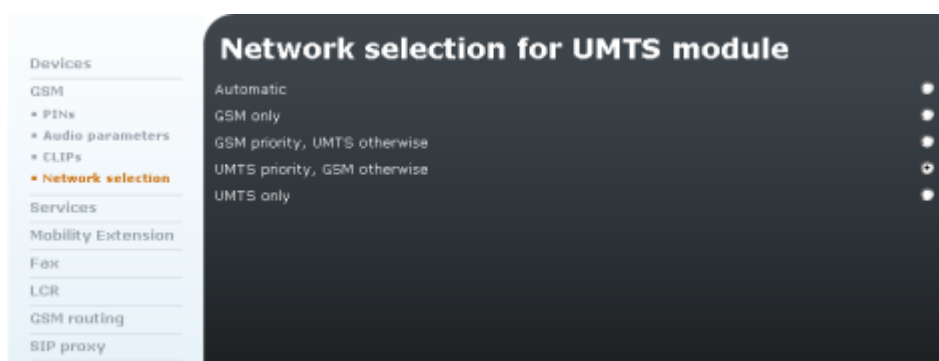 Devices
GSM
▪ PINs
▪ Audio parameters
▪ CLIPs
▪ Network selection
Services
Mobility Extension
Fax
LCR
GSM routing
SIP proxy
Network selection for UMTS module
Automatic
GSM only
GSM priority, UMTS otherwise
UMTS priority, GSM otherwise
UMTS only